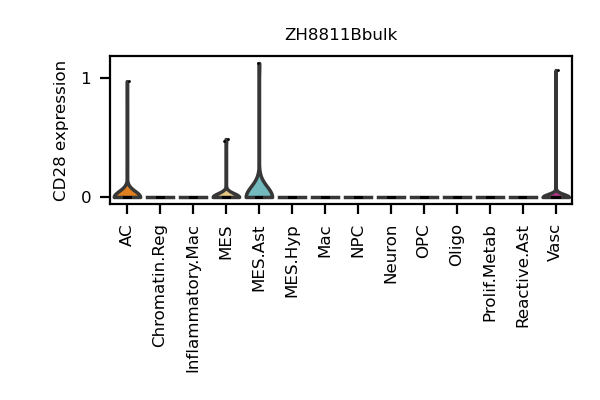 ZH8811Bbulk
CD28 expression
1
0
AC
Chromatin.Reg
Inflammatory.Mac
MES
MES.Ast
MES.Hyp
Mac
NPC
Neuron
OPC
Oligo
Prolif.Metab
Reactive.Ast
Vasc